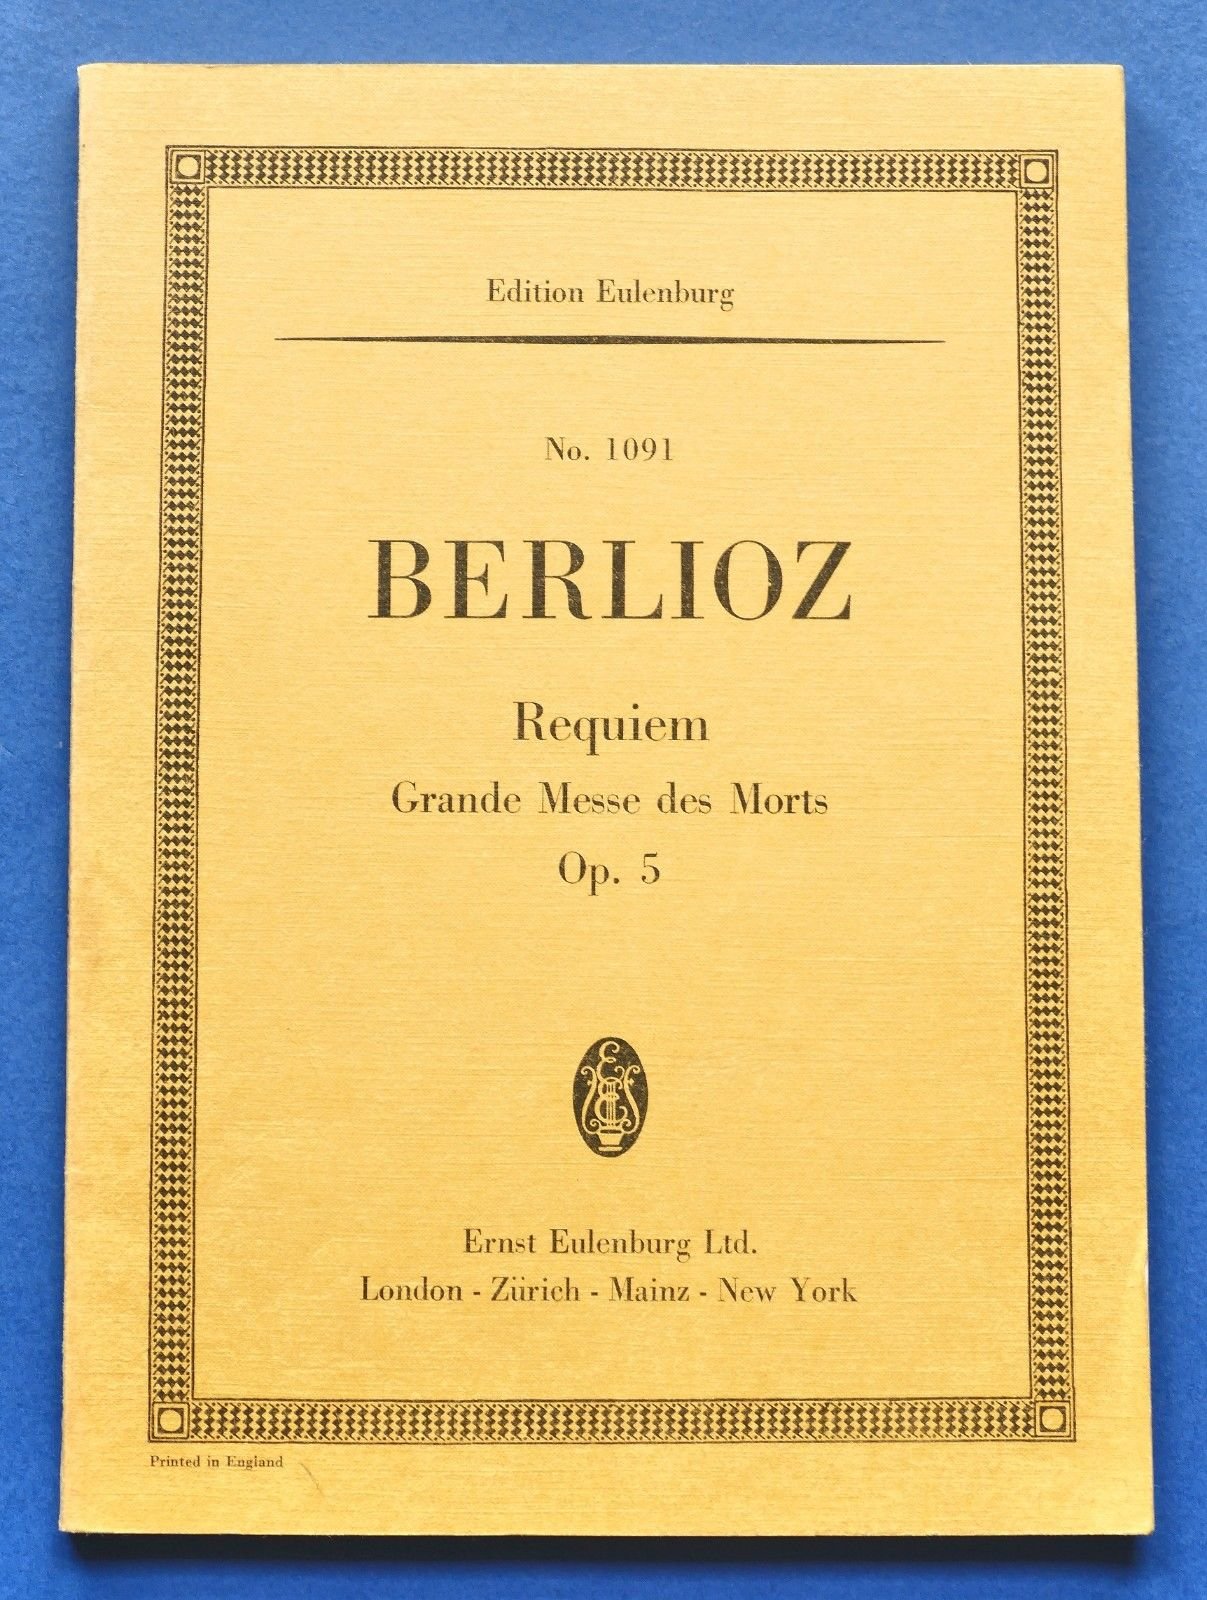 Edition Eulenburg
No. 1091
BERLIOZ
Requiem
Grande Messe des Morts
Op. 5
Ernst Eulenburg Ltd.
London - Zürich - Mainz - New York
Printed in England